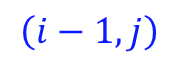 (i − 1, j)